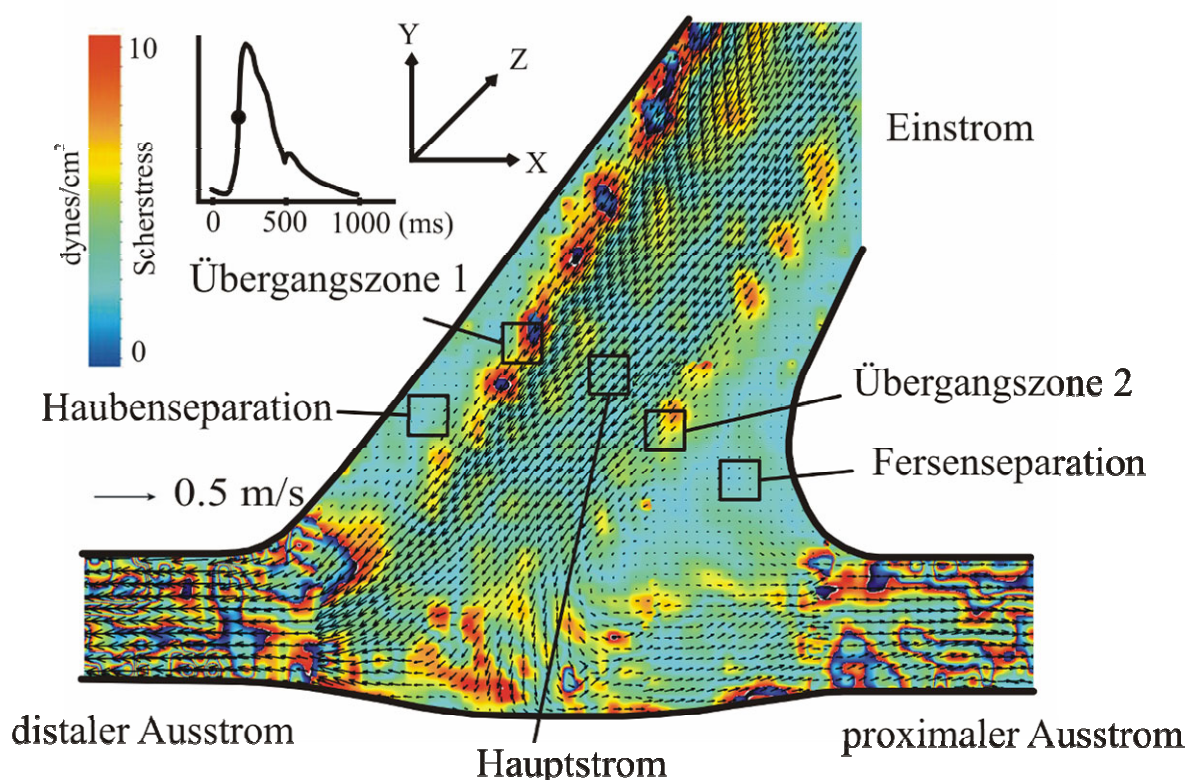 10
dynes/cm²
Scherstress
0
0 500 1000 (ms)
Y
Z
X
Einstrom
Übergangszone 1
Haubenseparation
Übergangszone 2
Fersenseparation
0.5 m/s
distaler Ausstrom
Hauptstrom
proximaler Ausstrom